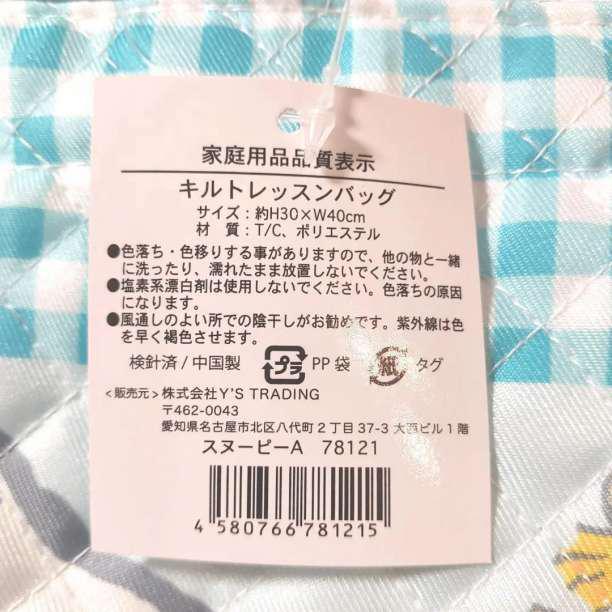 家庭用品品質表示
キルトレッスンバッグ
サイズ：約H30×W40cm
材　質：T/C、ポリエステル
●色落ち・色移りする事がありますので、他の物と一緒
に洗ったり、濡れたまま放置しないでください。
●塩素系漂白剤は使用しないでください。色落ちの原因
になります。
●風通しのよい所での陰干しがお勧めです。紫外線は色
を早く褐色させます。
検針済/中国製 プラ PP袋 紙 タグ
<販売元>株式会社Y'S TRADING
〒462-0043
愛知県名古屋市北区八代町2丁目37-3 大西ビル1階
スヌーピーA　78121
4 580766 781215